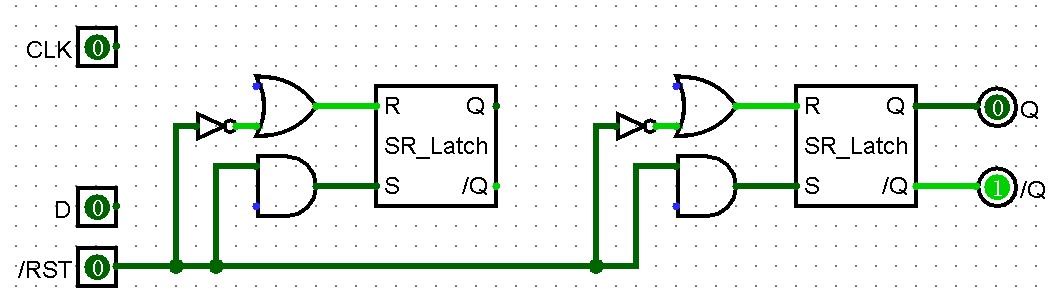 CLK 0
R Q R Q 0 Q
SR_Latch SR_Latch
D 0 S /Q S /Q 1 /Q
/RST 0